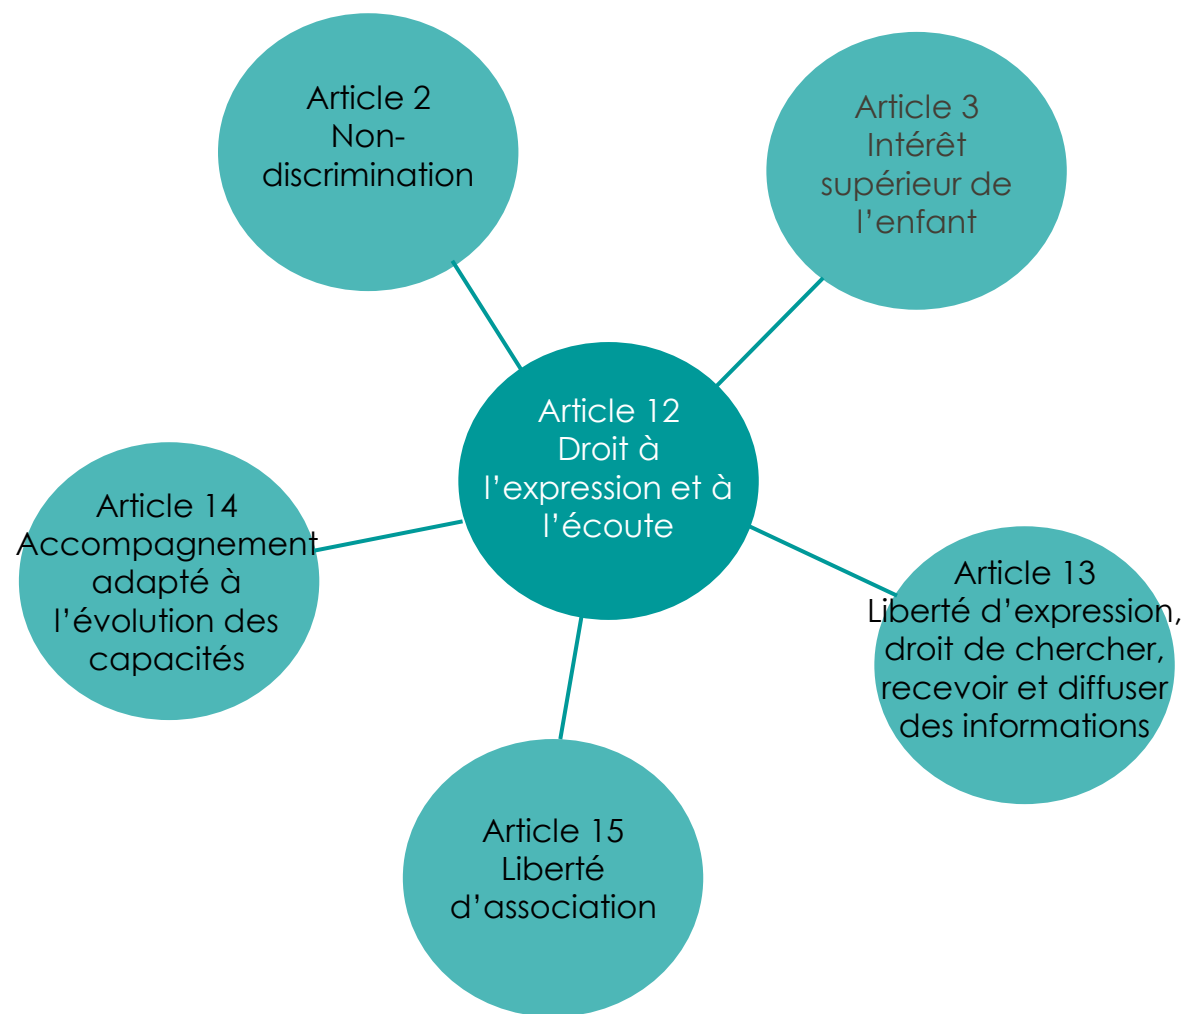 Article 2
Non-
discrimination
Article 3
Intérêt
supérieur de
l’enfant
Article 12
Droit à
l’expression et à
l’écoute
Article 14
Accompagnement
adapté à
l’évolution des
capacités
Article 13
Liberté d’expression,
droit de chercher,
recevoir et diffuser
des informations
Article 15
Liberté
d’association